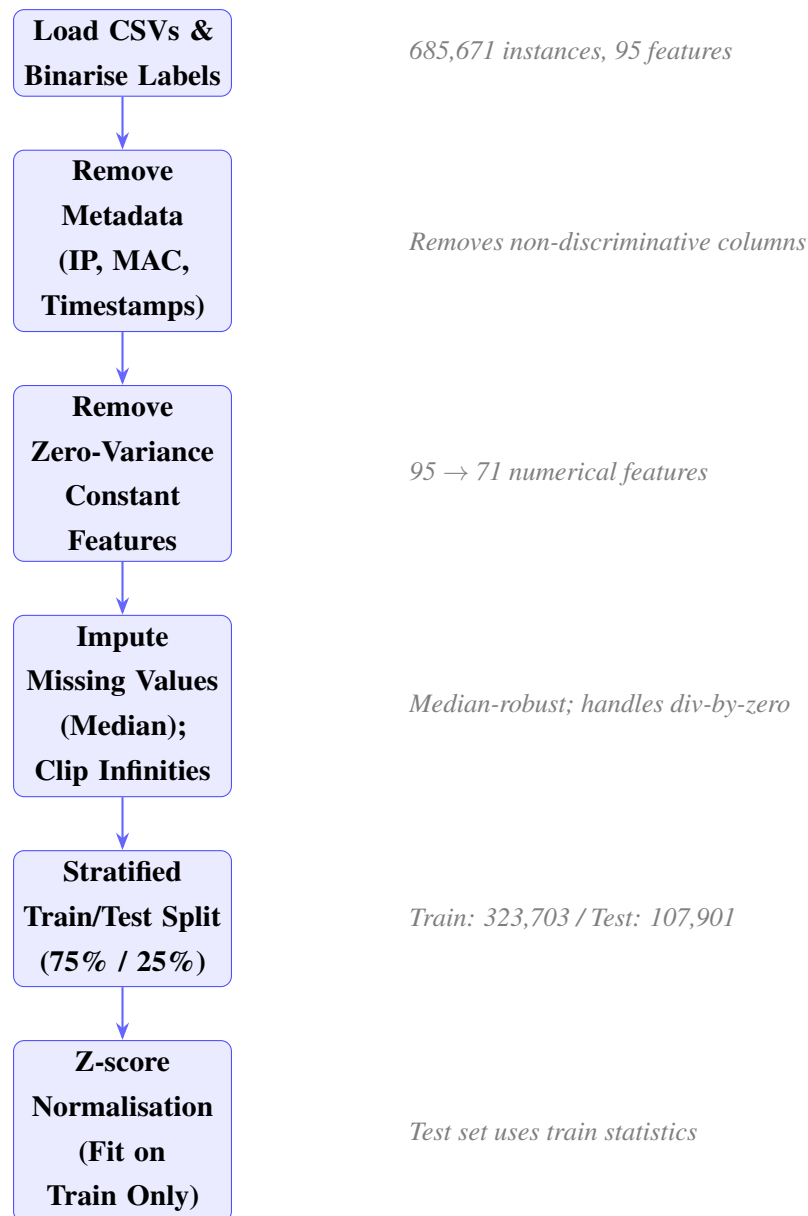 Load CSVs &
Binarise Labels
685,671 instances, 95 features
Remove
Metadata
(IP, MAC,
Timestamps)
Removes non-discriminative columns
Remove
Zero-Variance
Constant
Features
95 → 71 numerical features
Impute
Missing Values
(Median);
Clip Infinities
Median-robust; handles div-by-zero
Stratified
Train/Test Split
(75% / 25%)
Train: 323,703 / Test: 107,901
Z-score
Normalisation
(Fit on
Train Only)
Test set uses train statistics